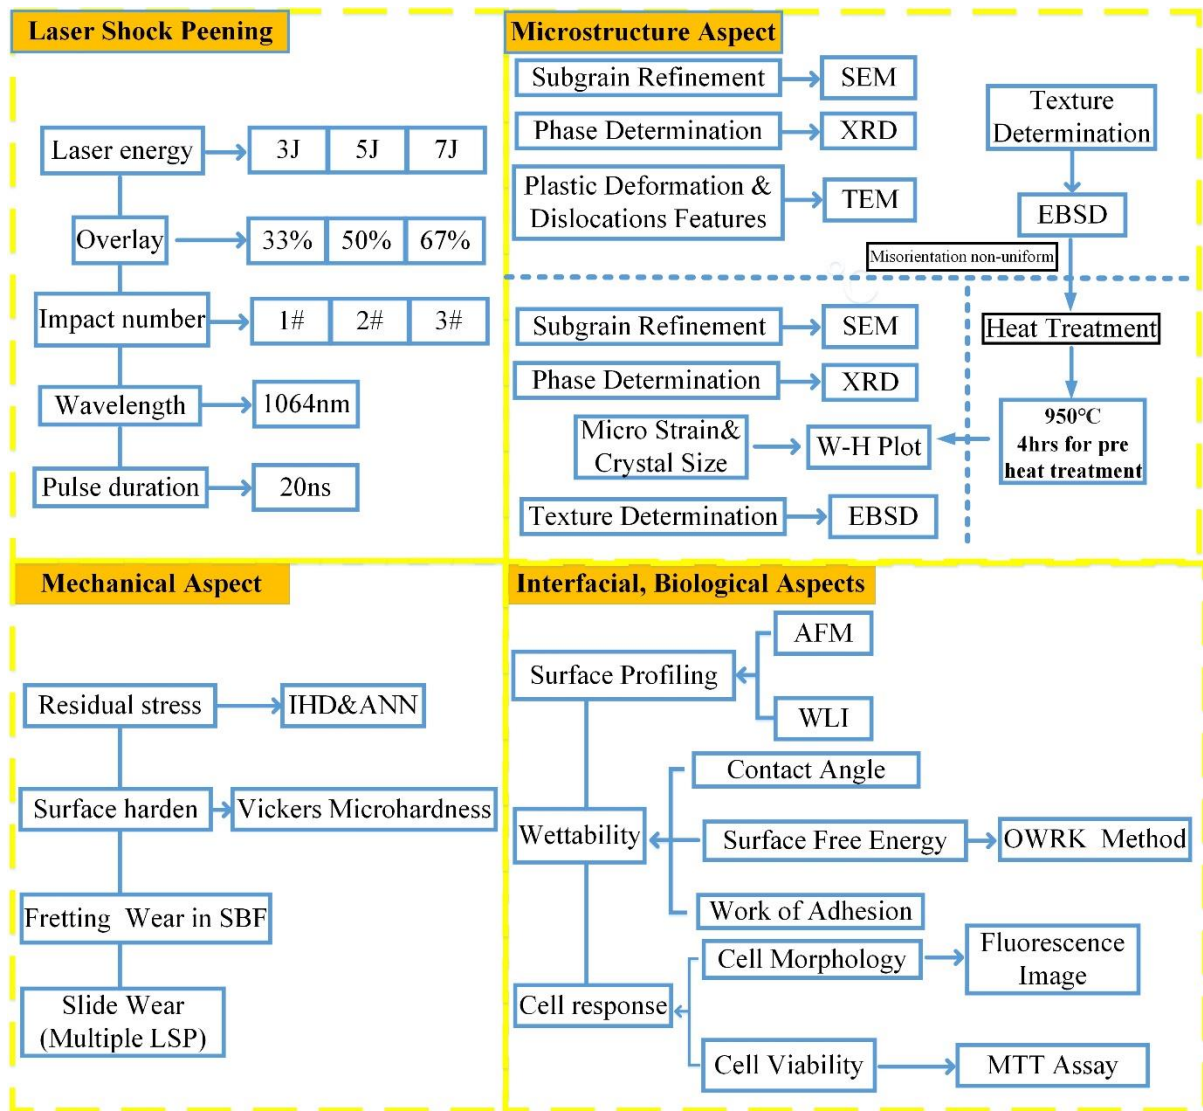 Laser Shock Peening
Laser energy
3J
5J
7J
Overlay
33%
50%
67%
Impact number
1#
2#
3#
Wavelength
1064nm
Pulse duration
20ns
Microstructure Aspect
Subgrain Refinement
SEM
Phase Determination
XRD
Plastic Deformation &
Dislocations Features
TEM
Texture
Determination
EBSD
Misorientation non-uniform
Heat Treatment
950℃
4hrs for pre
heat treatment
Subgrain Refinement
SEM
Phase Determination
XRD
Micro Strain&
Crystal Size
W-H Plot
Texture Determination
EBSD
Mechanical Aspect
Residual stress
IHD&ANN
Surface harden
Vickers Microhardness
Fretting Wear in SBF
Slide Wear
(Multiple LSP)
Interfacial, Biological Aspects
Surface Profiling
AFM
WLI
Wettability
Contact Angle
Surface Free Energy
OWRK Method
Work of Adhesion
Cell response
Cell Morphology
Fluorescence
Image
Cell Viability
MTT Assay